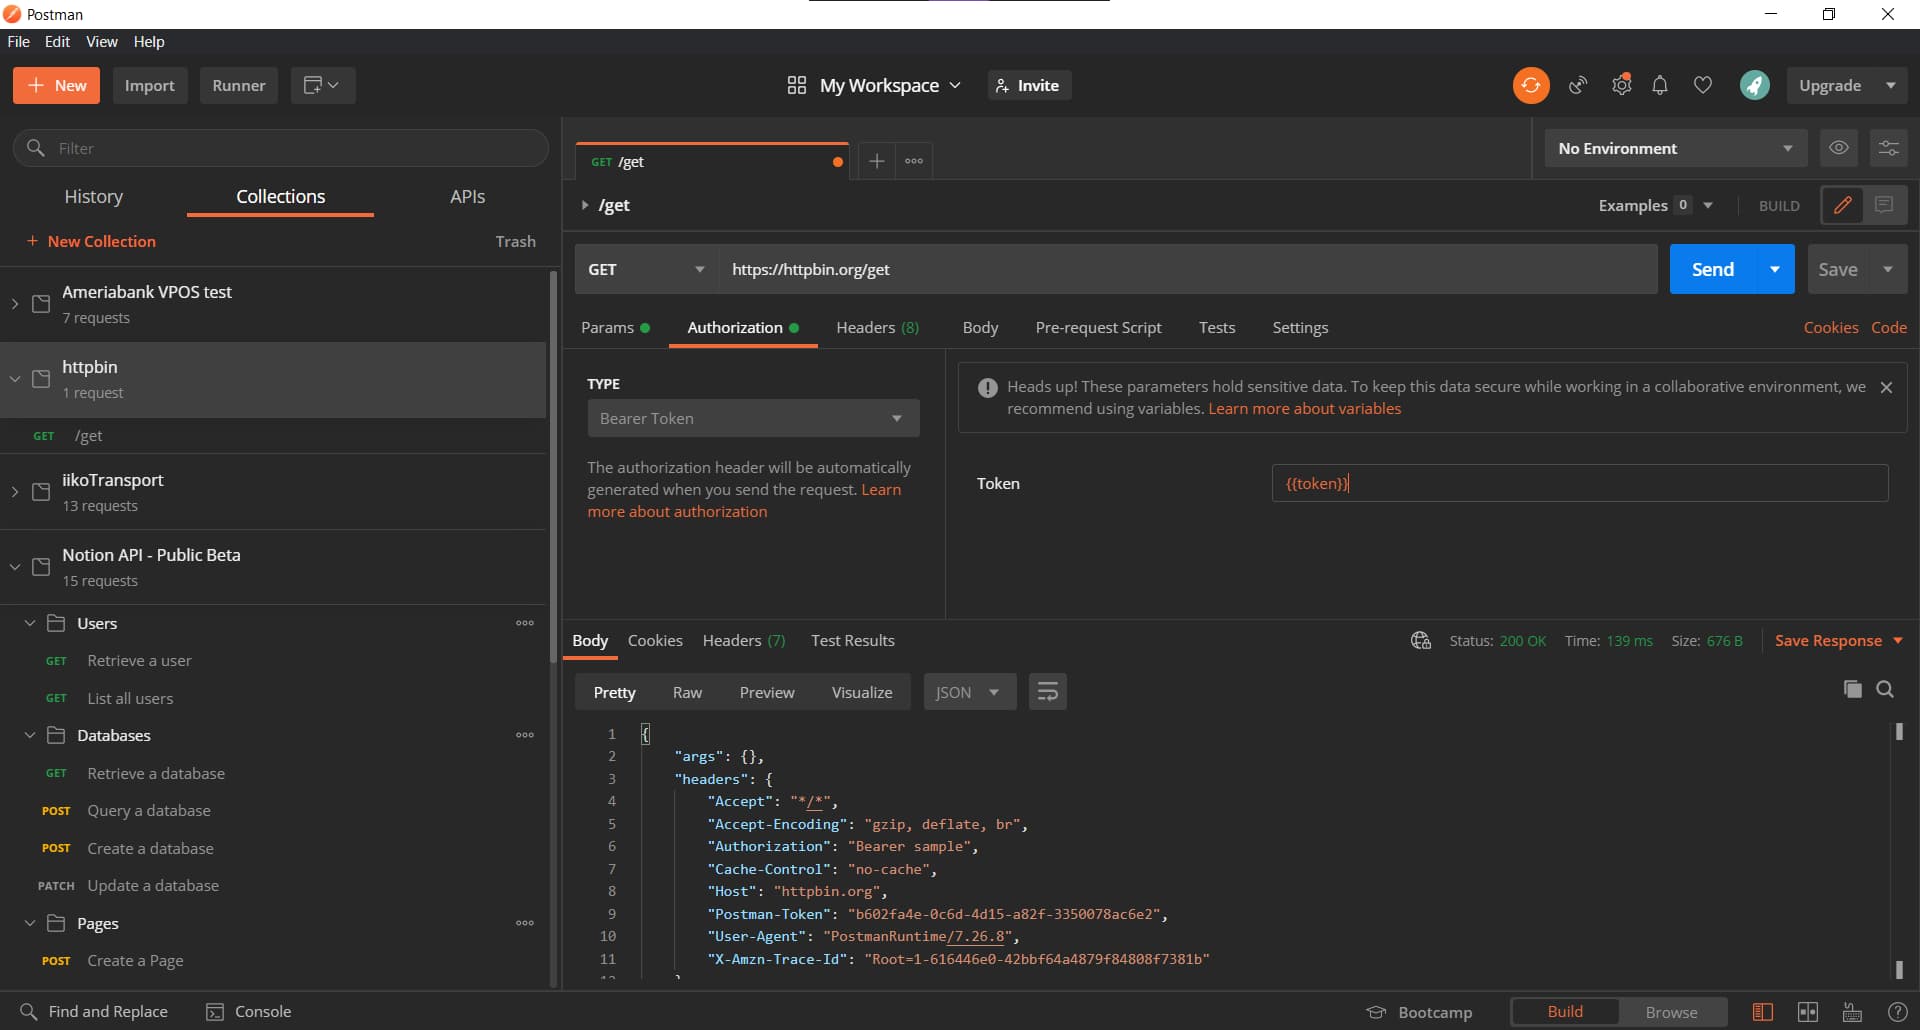 Postman
File Edit View Help
New Import Runner
My Workspace Invite
Upgrade
Filter
History Collections APIs
+ New Collection Trash
Ameriabank VPOS test
7 requests
httpbin
1 request
GET /get
iikoTransport
13 requests
Notion API - Public Beta
15 requests
Users
GET Retrieve a user
GET List all users
Databases
GET Retrieve a database
POST Query a database
POST Create a database
PATCH Update a database
Pages
POST Create a Page
GET /get
No Environment
/get
Examples 0 BUILD
GET https://httpbin.org/get Send Save
Params Authorization Headers (8) Body Pre-request Script Tests Settings Cookies Code
TYPE
Bearer Token
The authorization header will be automatically
generated when you send the request. Learn
more about authorization
Heads up! These parameters hold sensitive data. To keep this data secure while working in a collaborative environment, we
recommend using variables. Learn more about variables
Token {{token}}
Body Cookies Headers (7) Test Results Status: 200 OK Time: 139 ms Size: 676 B Save Response
Pretty Raw Preview Visualize JSON
1 {
2 "args": {},
3 "headers": {
4 "Accept": "*/*",
5 "Accept-Encoding": "gzip, deflate, br",
6 "Authorization": "Bearer sample",
7 "Cache-Control": "no-cache",
8 "Host": "httpbin.org",
9 "Postman-Token": "b602fa4e-0c6d-4d15-a82f-3350078ac6e2",
10 "User-Agent": "PostmanRuntime/7.26.8",
11 "X-Amzn-Trace-Id": "Root=1-616446e0-42bbf64a4879f84808f7381b"
Find and Replace Console
Bootcamp Build Browse